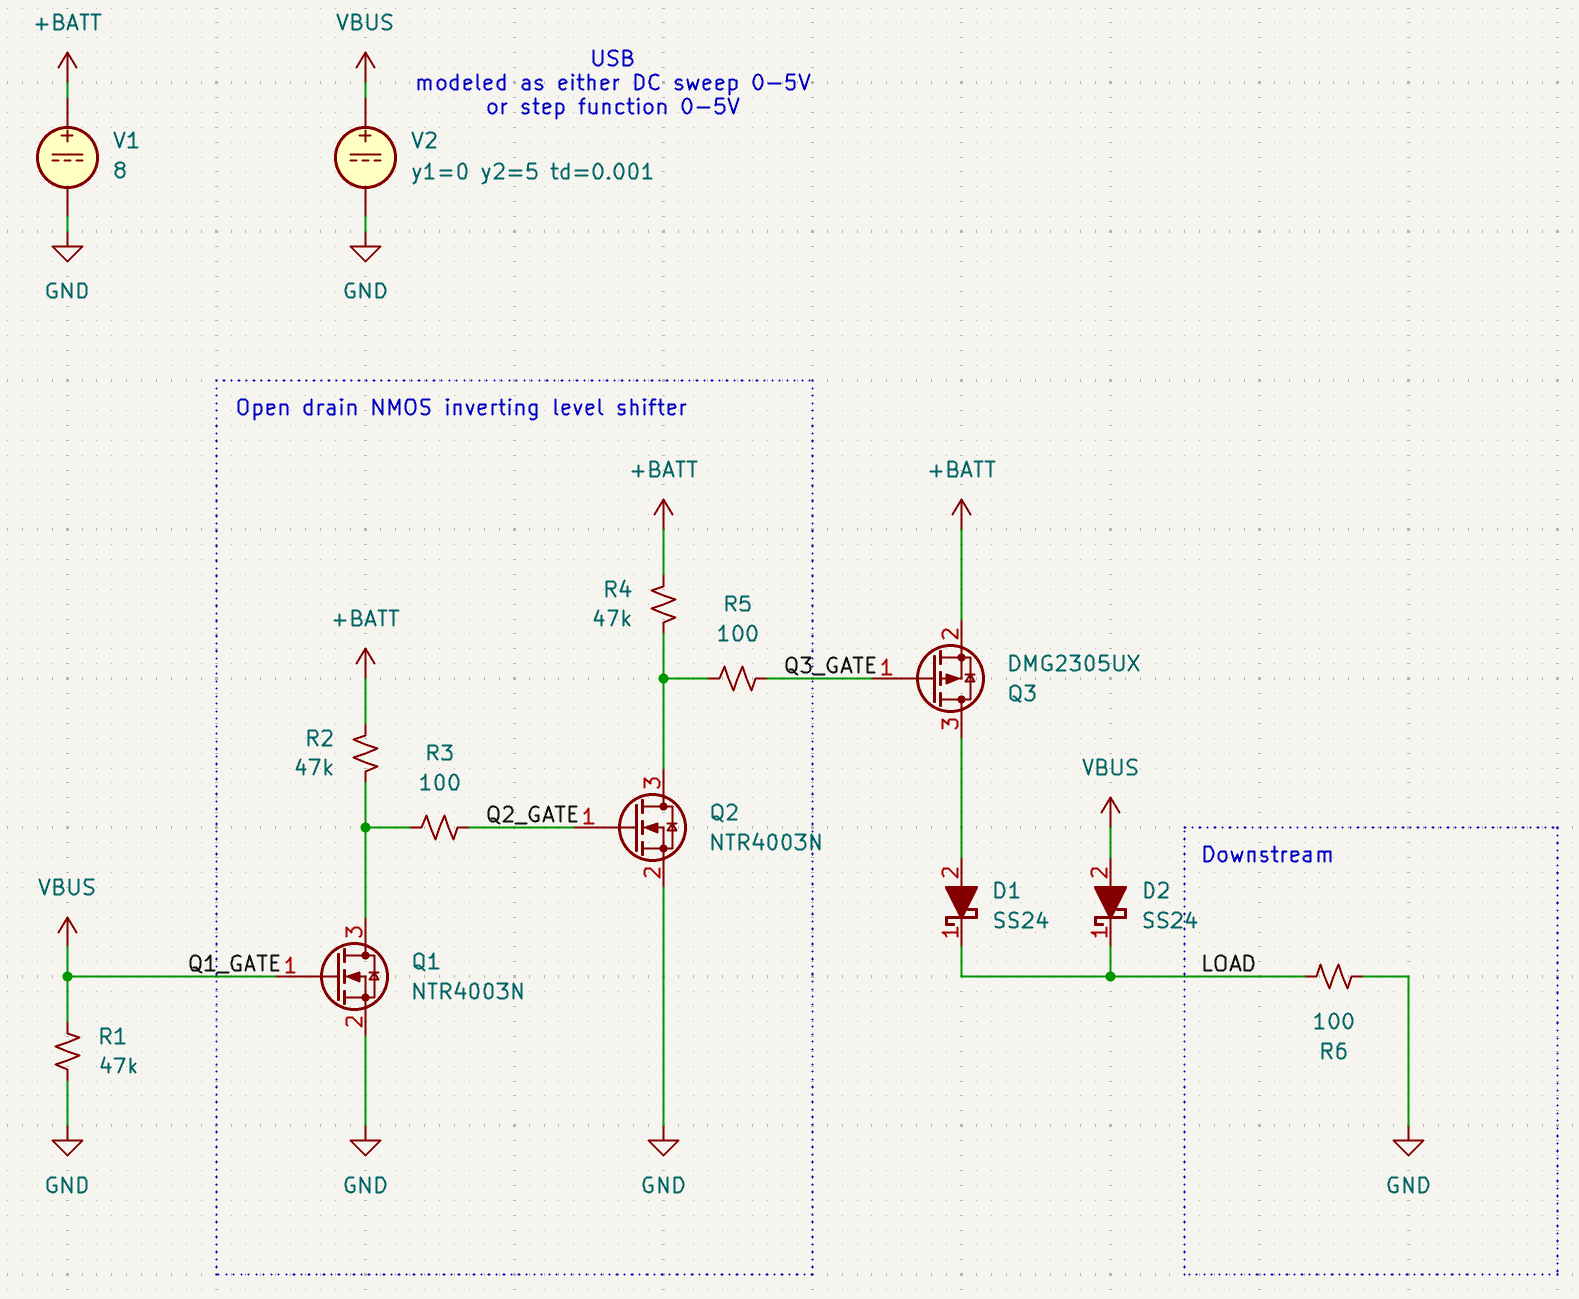 +BATT
VBUS
USB
modeled as either DC sweep 0-5V
or step function 0-5V
+
V1
8
+
V2
y1=0 y2=5 td=0.001
GND
GND
Open drain NMOS inverting level shifter
+BATT
+BATT
R4
47k
R5
100
+BATT
Q3_GATE
1
2
3
DMG2305UX
Q3
R2
47k
R3
100
Q2_GATE
1
3
2
Q2
NTR4003N
VBUS
Downstream
VBUS
2
1
D1
SS24
2
1
D2
SS24
Q1_GATE
1
3
2
Q1
NTR4003N
LOAD
R1
47k
100
R6
GND
GND
GND
GND